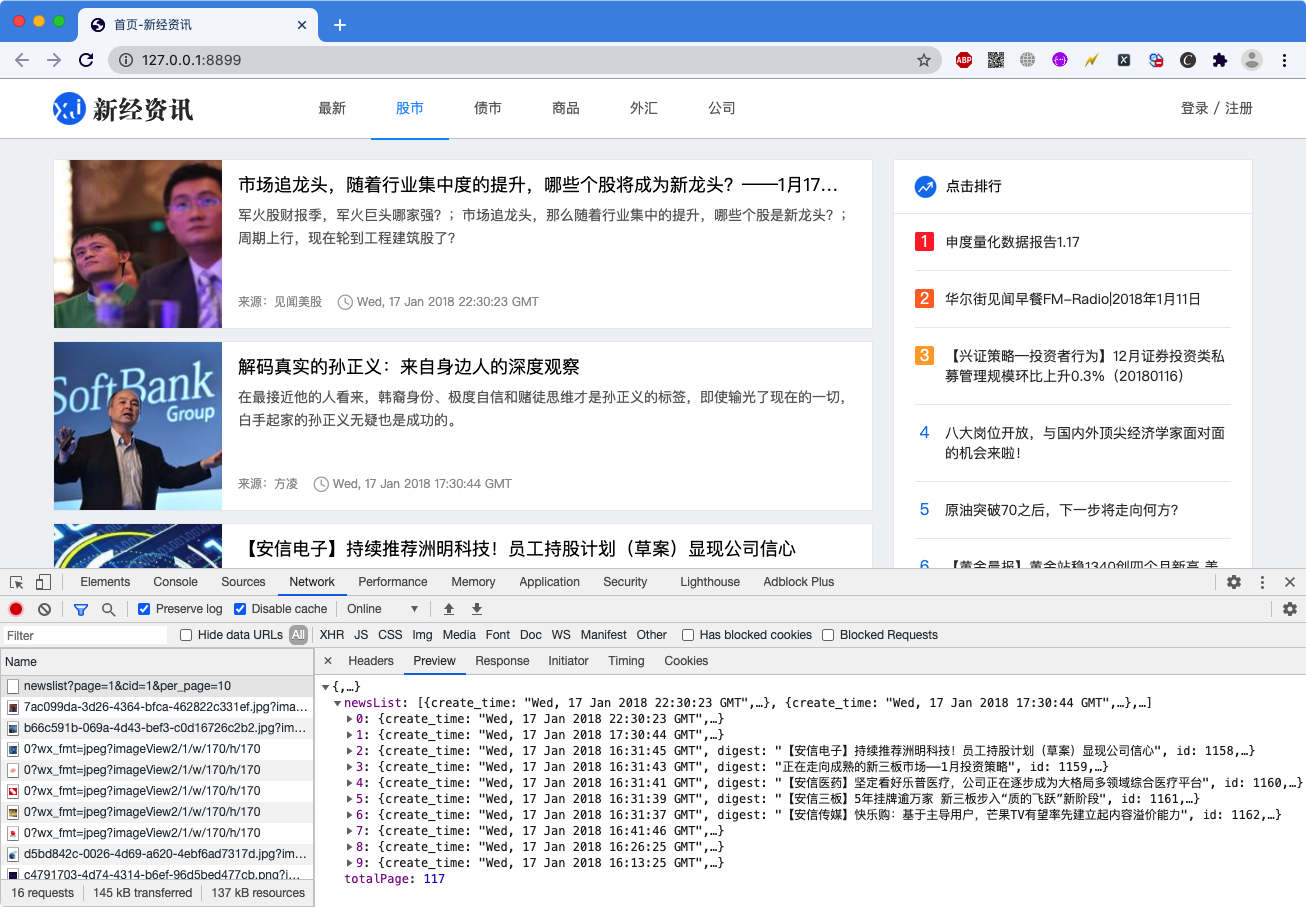 首页-新经资讯
127.0.0.1:8899
ABP
新经资讯
最新 股市 债市 商品 外汇 公司 登录 / 注册
市场追龙头，随着行业集中度的提升，哪些个股将成为新龙头？——1月17...
军火股财报季，军火巨头哪家强？；市场追龙头，那么随着行业集中的提升，哪些个股是新龙头？；
周期上行，现在轮到工程建筑股了?
来源：见闻美股 Wed, 17 Jan 2018 22:30:23 GMT
SoftBank
Group
解码真实的孙正义：来自身边人的深度观察
在最接近他的人看来，韩裔身份、极度自信和赌徒思维才是孙正义的标签，即使输光了现在的一切，
白手起家的孙正义无疑也是成功的。
来源：方凌 Wed, 17 Jan 2018 17:30:44 GMT
【安信电子】持续推荐洲明科技！员工持股计划（草案）显现公司信心
点击排行
1 申度量化数据报告1.17
2 华尔街见闻早餐FM-Radio|2018年1月11日
3 【兴证策略—投资者行为】12月证券投资类私
募管理规模环比上升0.3%（20180116）
4 八大岗位开放，与国内外顶尖经济学家面对面
的机会来啦！
5 原油突破70之后，下一步将走向何方?
6 【黄金晨报】黄金站稳1340创四个月新高 美
Elements Console Sources Network Performance Memory Application Security Lighthouse Adblock Plus
Preserve log Disable cache Online
Filter Hide data URLs All XHR JS CSS Img Media Font Doc WS Manifest Other Has blocked cookies Blocked Requests
Name
newslist?page=1&cid=1&per_page=10
7ac099da-3d26-4364-bfca-462822c331ef.jpg?ima...
b66c591b-069a-4d43-bef3-c0d16726c2b2.jpg?im...
0?wx_fmt=jpeg?imageView2/1/w/170/h/170
0?wx_fmt=jpeg?imageView2/1/w/170/h/170
0?wx_fmt=jpeg?imageView2/1/w/170/h/170
0?wx_fmt=jpeg?imageView2/1/w/170/h/170
0?wx_fmt=jpeg?imageView2/1/w/170/h/170
d5bd842c-0026-4d69-a620-4ebf6ad7317d.jpg?im...
c4791703-4d74-4314-b6ef-96d5bed477cb.png?i...
16 requests 145 kB transferred 137 kB resources
Headers Preview Response Initiator Timing Cookies
{,…}
newsList: [{create_time: "Wed, 17 Jan 2018 22:30:23 GMT",…}, {create_time: "Wed, 17 Jan 2018 17:30:44 GMT",…},…]
0: {create_time: "Wed, 17 Jan 2018 22:30:23 GMT",…}
1: {create_time: "Wed, 17 Jan 2018 17:30:44 GMT",…}
2: {create_time: "Wed, 17 Jan 2018 16:31:45 GMT", digest: "【安信电子】持续推荐洲明科技！员工持股计划（草案）显现公司信心", id: 1158,…}
3: {create_time: "Wed, 17 Jan 2018 16:31:43 GMT", digest: "正在走向成熟的新三板市场——1月投资策略", id: 1159,…}
4: {create_time: "Wed, 17 Jan 2018 16:31:41 GMT", digest: "【安信医药】坚定看好乐普医疗，公司正在逐步成为大格局多领域综合医疗平台", id: 1160,…}
5: {create_time: "Wed, 17 Jan 2018 16:31:39 GMT", digest: "【安信三板】5年挂牌逾万家 新三板步入“质的飞跃”新阶段", id: 1161,…}
6: {create_time: "Wed, 17 Jan 2018 16:31:37 GMT", digest: "【安信传媒】快乐购：基于主导用户，芒果TV有望率先建立起内容溢价能力", id: 1162,…}
7: {create_time: "Wed, 17 Jan 2018 16:41:46 GMT",…}
8: {create_time: "Wed, 17 Jan 2018 16:26:25 GMT",…}
9: {create_time: "Wed, 17 Jan 2018 16:13:25 GMT",…}
totalPage: 117